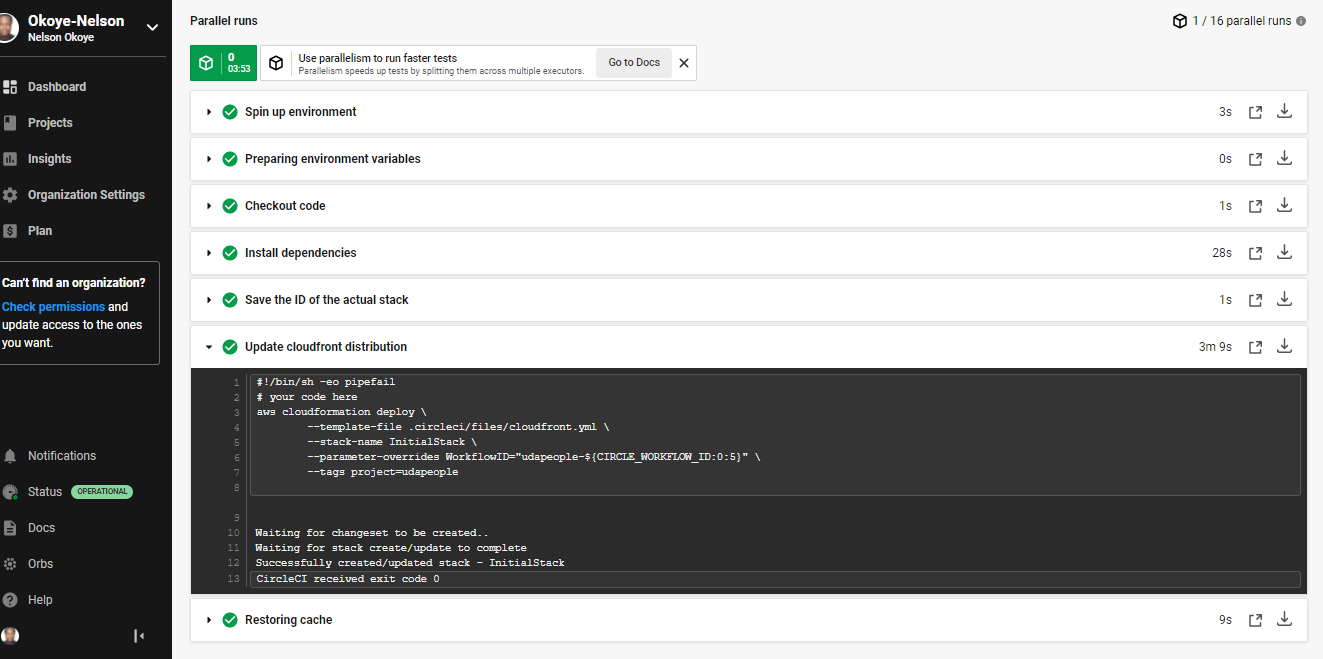 Okoye-Nelson
Nelson Okoye
Dashboard
Projects
Insights
Organization Settings
Plan
Can't find an organization?
Check permissions and
update access to the ones
you want.
Notifications
Status OPERATIONAL
Docs
Orbs
Help
Parallel runs
1 / 16 parallel runs
0
03:53
Use parallelism to run faster tests
Parallelism speeds up tests by splitting them across multiple executors.
Go to Docs
Spin up environment 3s
Preparing environment variables 0s
Checkout code 1s
Install dependencies 28s
Save the ID of the actual stack 1s
Update cloudfront distribution 3m 9s
1 #!/bin/sh -eo pipefail
2 # your code here
3 aws cloudformation deploy \
4 --template-file .circleci/files/cloudfront.yml \
5 --stack-name InitialStack \
6 --parameter-overrides WorkflowID="udapeople-${CIRCLE_WORKFLOW_ID:0:5}" \
7 --tags project=udapeople
8
9
10 Waiting for changeset to be created..
11 Waiting for stack create/update to complete
12 Successfully created/updated stack - InitialStack
13 CircleCI received exit code 0
Restoring cache 9s